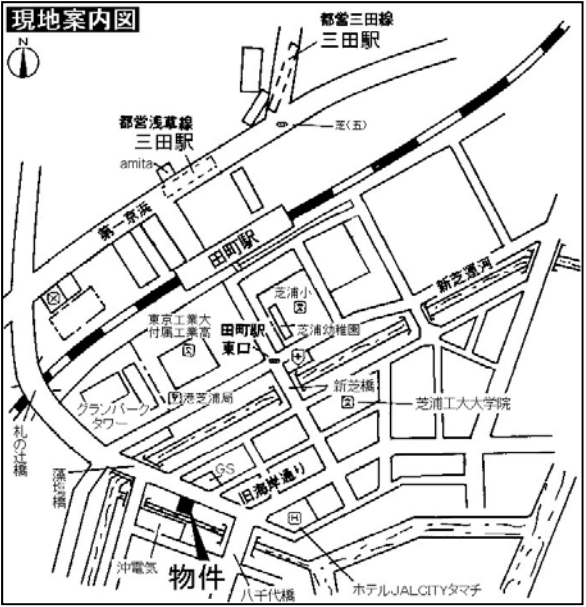 現地案内図
N
都営三田線
三田駅
都営浅草線
三田駅
amita
芝(五)
第一京浜
田町駅
新芝運河
芝浦小
文
東京工業大
付属工業高
文
田町駅
東口
芝浦幼稚園
港芝浦局
新芝橋
グランパーク
タワー
芝浦工大大学院
文
札の辻橋
藻塩橋
GS
旧海岸通り
H
沖電気
物件
八千代橋
ホテルJALCITYタマチ